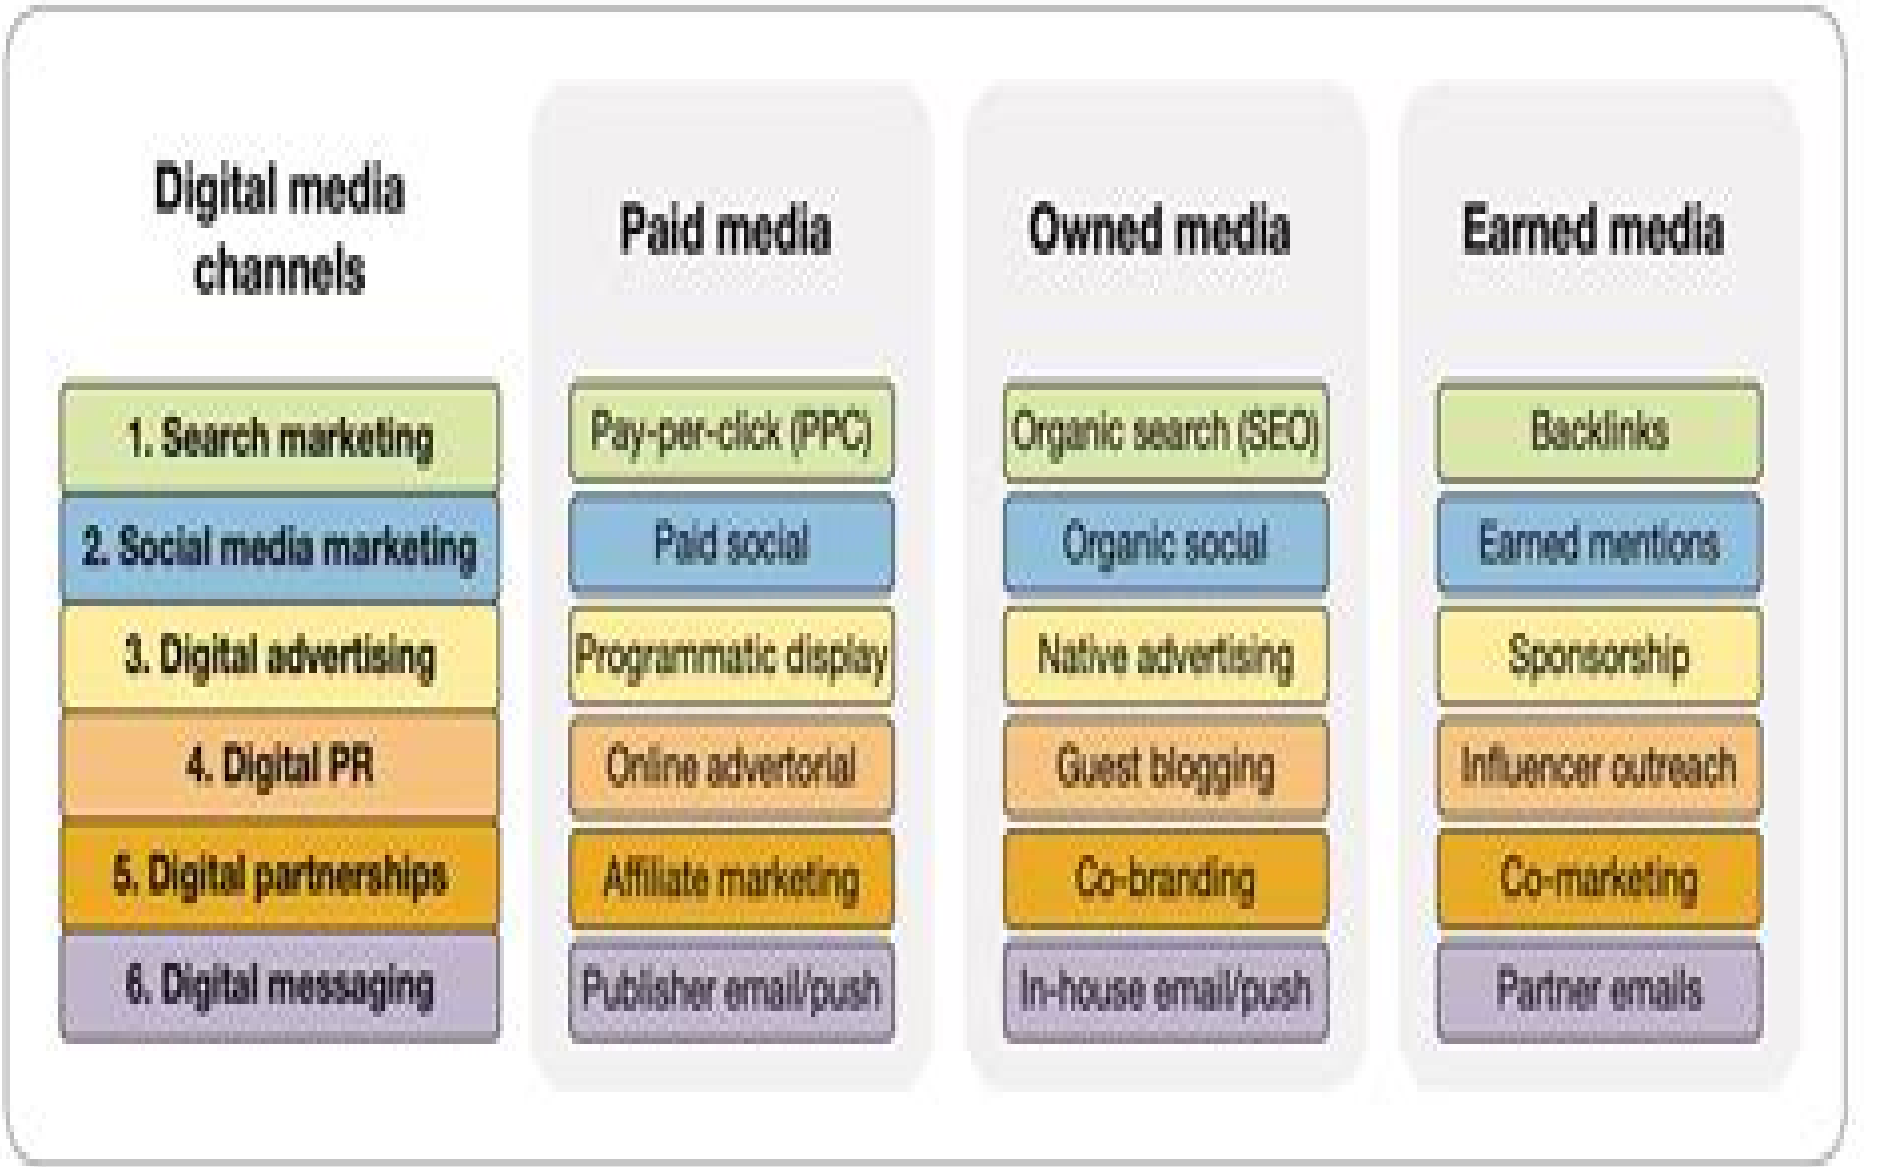 Digital media
channels
Paid media
Owned media
Earned media
1. Search marketing
Pay-per-click (PPC)
Organic search (SEO)
Backlinks
2. Social media marketing
Paid social
Organic social
Earned mentions
3. Digital advertising
Programmatic display
Native advertising
Sponsorship
4. Digital PR
Online advertorial
Guest blogging
Influencer outreach
5. Digital partnerships
Affiliate marketing
Co-branding
Co-marketing
6. Digital messaging
Publisher email/push
In-house email/push
Partner emails